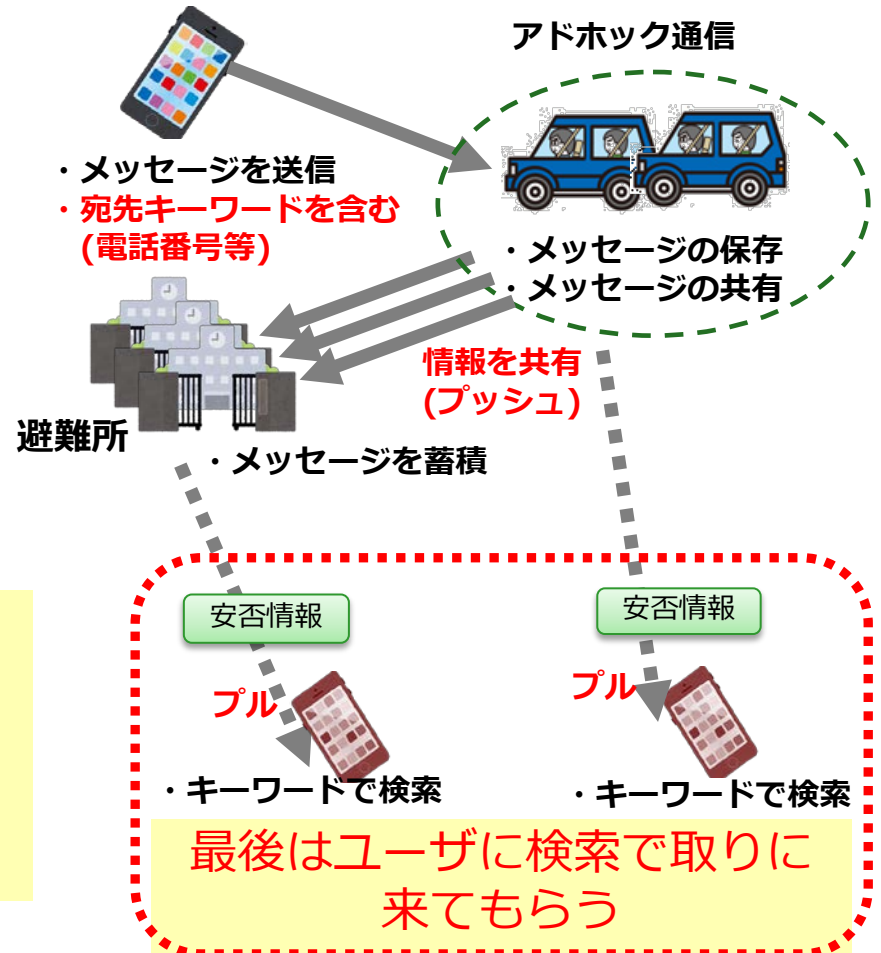 アドホック通信
・メッセージを送信
・宛先キーワードを含む
(電話番号等)
・メッセージの保存
・メッセージの共有
情報を共有
(プッシュ)
避難所
・メッセージを蓄積
安否情報
安否情報
プル
プル
・キーワードで検索
・キーワードで検索
最後はユーザに検索で取りに
来てもらう